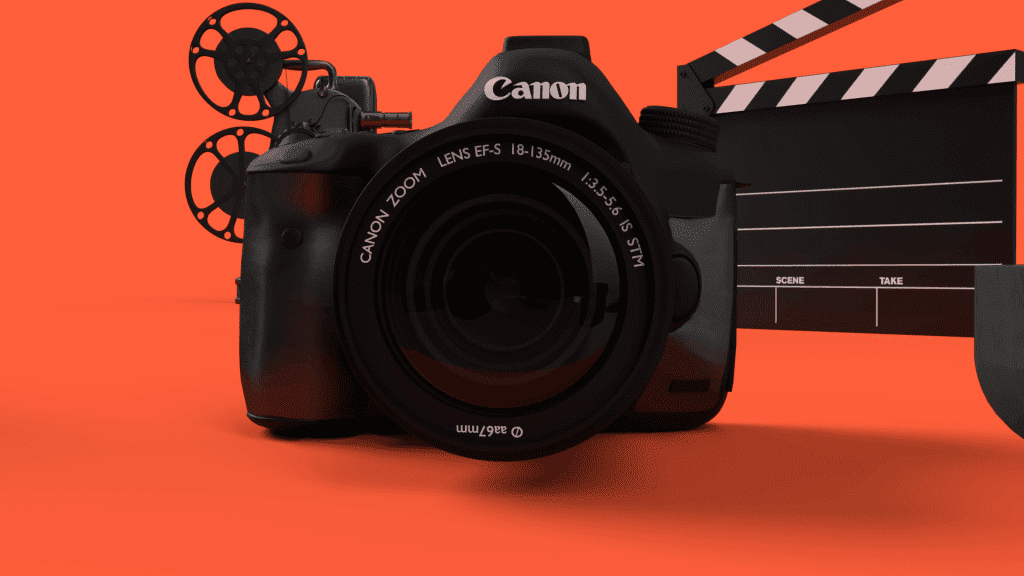 Canon
CANON ZOOM LENS EF-S 18-135mm 1:3.5-5.6 IS STM
SCENE
TAKE
Ø aa67mm